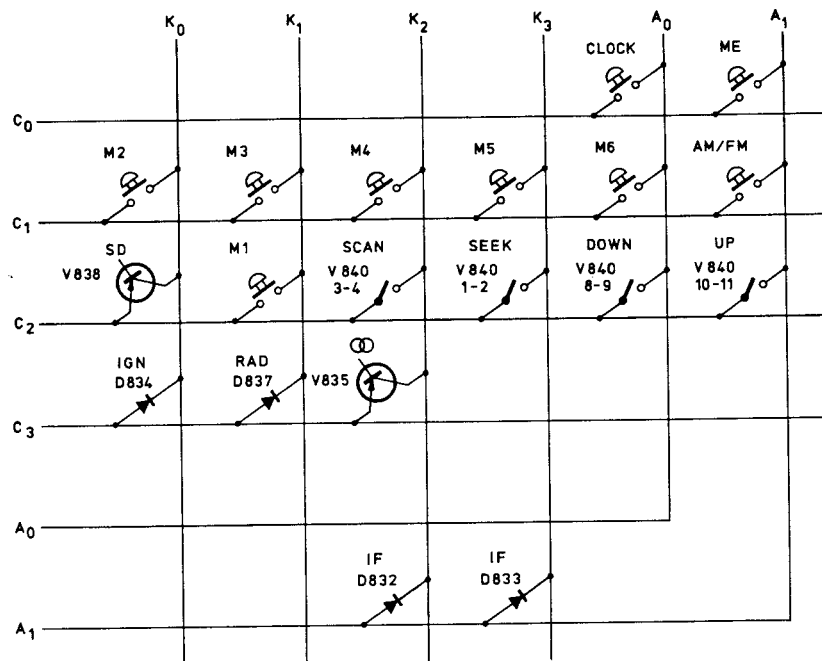 K0 K1 K2 K3 A0 A1
CLOCK ME
C0
M2 M3 M4 M5 M6 AM/FM
C1
SD M1 SCAN SEEK DOWN UP
V838 V840 V840 V840 V840
3-4 1-2 8-9 10-11
C2
IGN RAD
D834 D837 V835
C3
A0
IF IF
D832 D833
A1